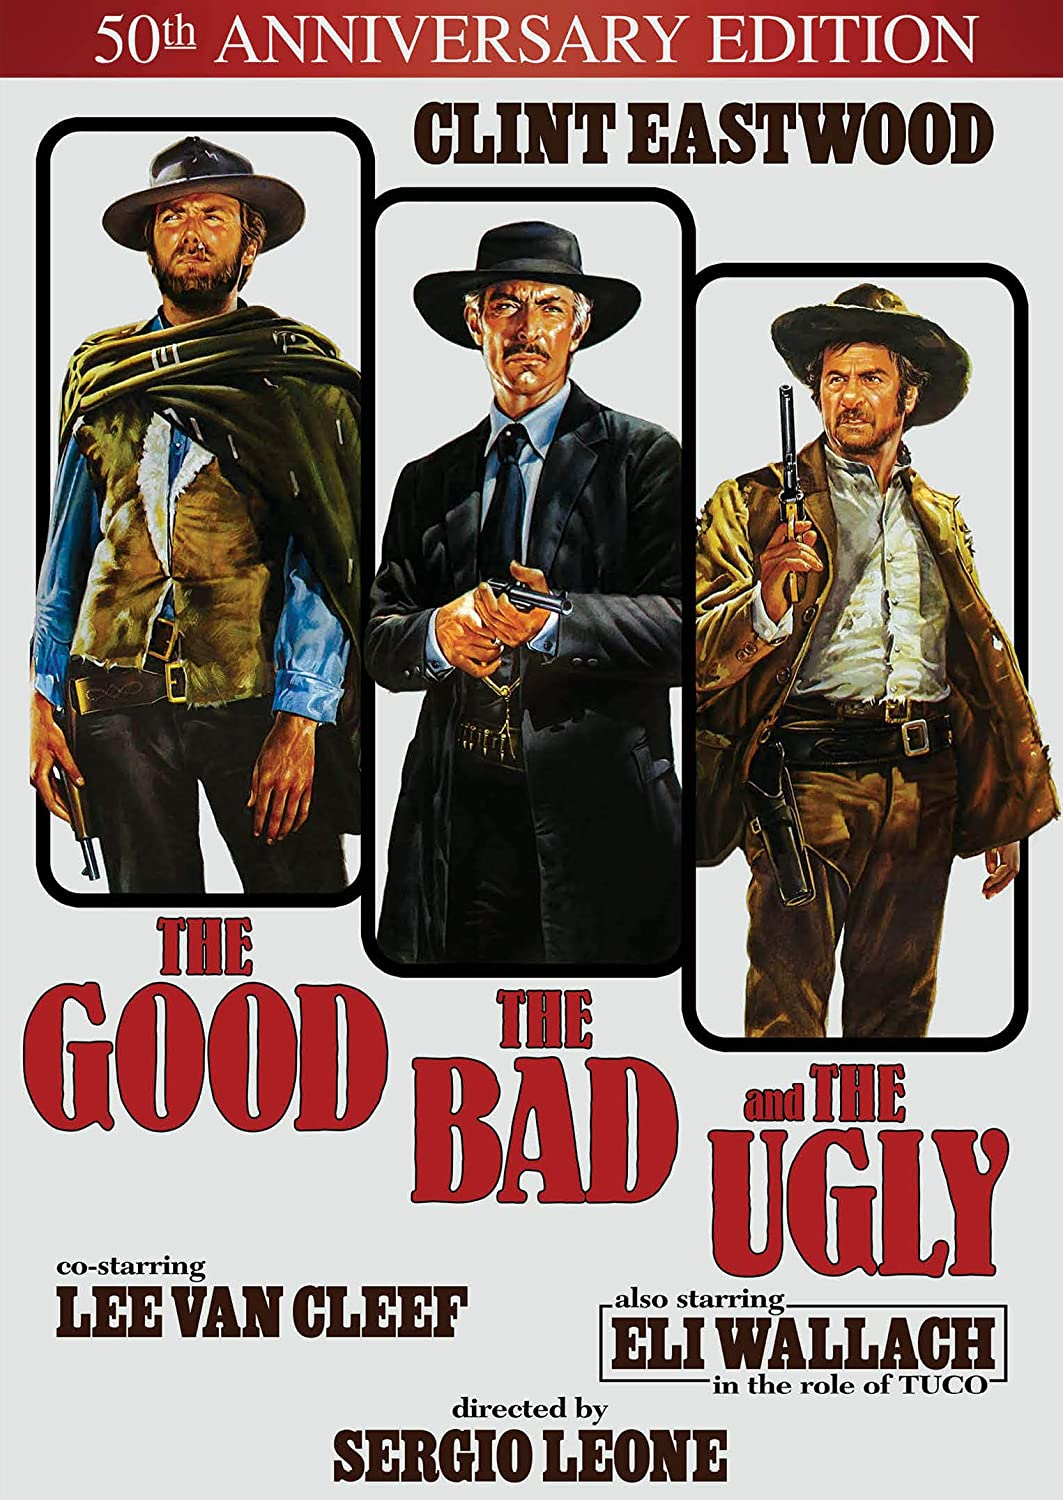 50th ANNIVERSARY EDITION
CLINT EASTWOOD
THE
GOOD
THE
BAD
and THE
UGLY
co-starring
LEE VAN CLEEF
also starring
ELI WALLACH
in the role of TUCO
directed by
SERGIO LEONE